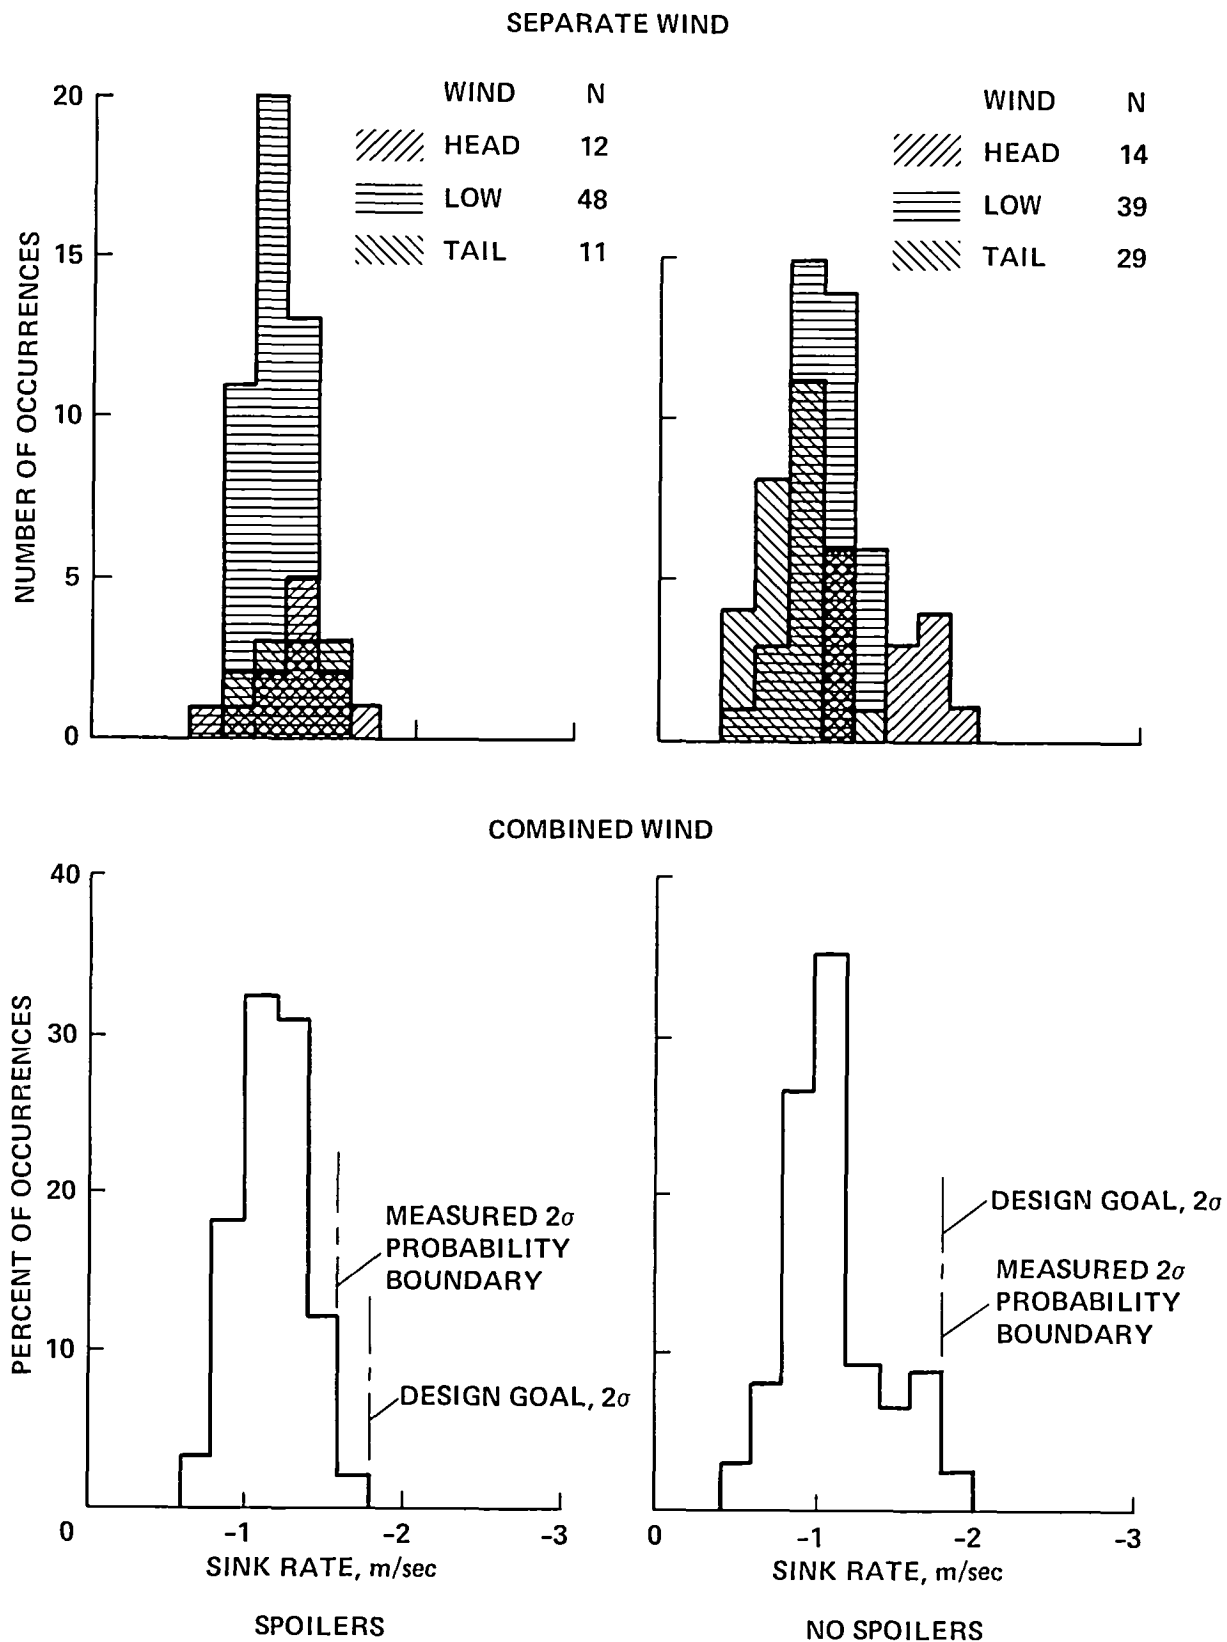 SEPARATE WIND
WIND N
HEAD 12
LOW 48
TAIL 11
WIND N
HEAD 14
LOW 39
TAIL 29
NUMBER OF OCCURRENCES
20
15
10
5
0
COMBINED WIND
PERCENT OF OCCURRENCES
40
30
20
10
0
-1
-2
-3
MEASURED 2σ
PROBABILITY
BOUNDARY
DESIGN GOAL, 2σ
SINK RATE, m/sec
SPOILERS
DESIGN GOAL, 2σ
MEASURED 2σ
PROBABILITY
BOUNDARY
0
-1
-2
-3
SINK RATE, m/sec
NO SPOILERS